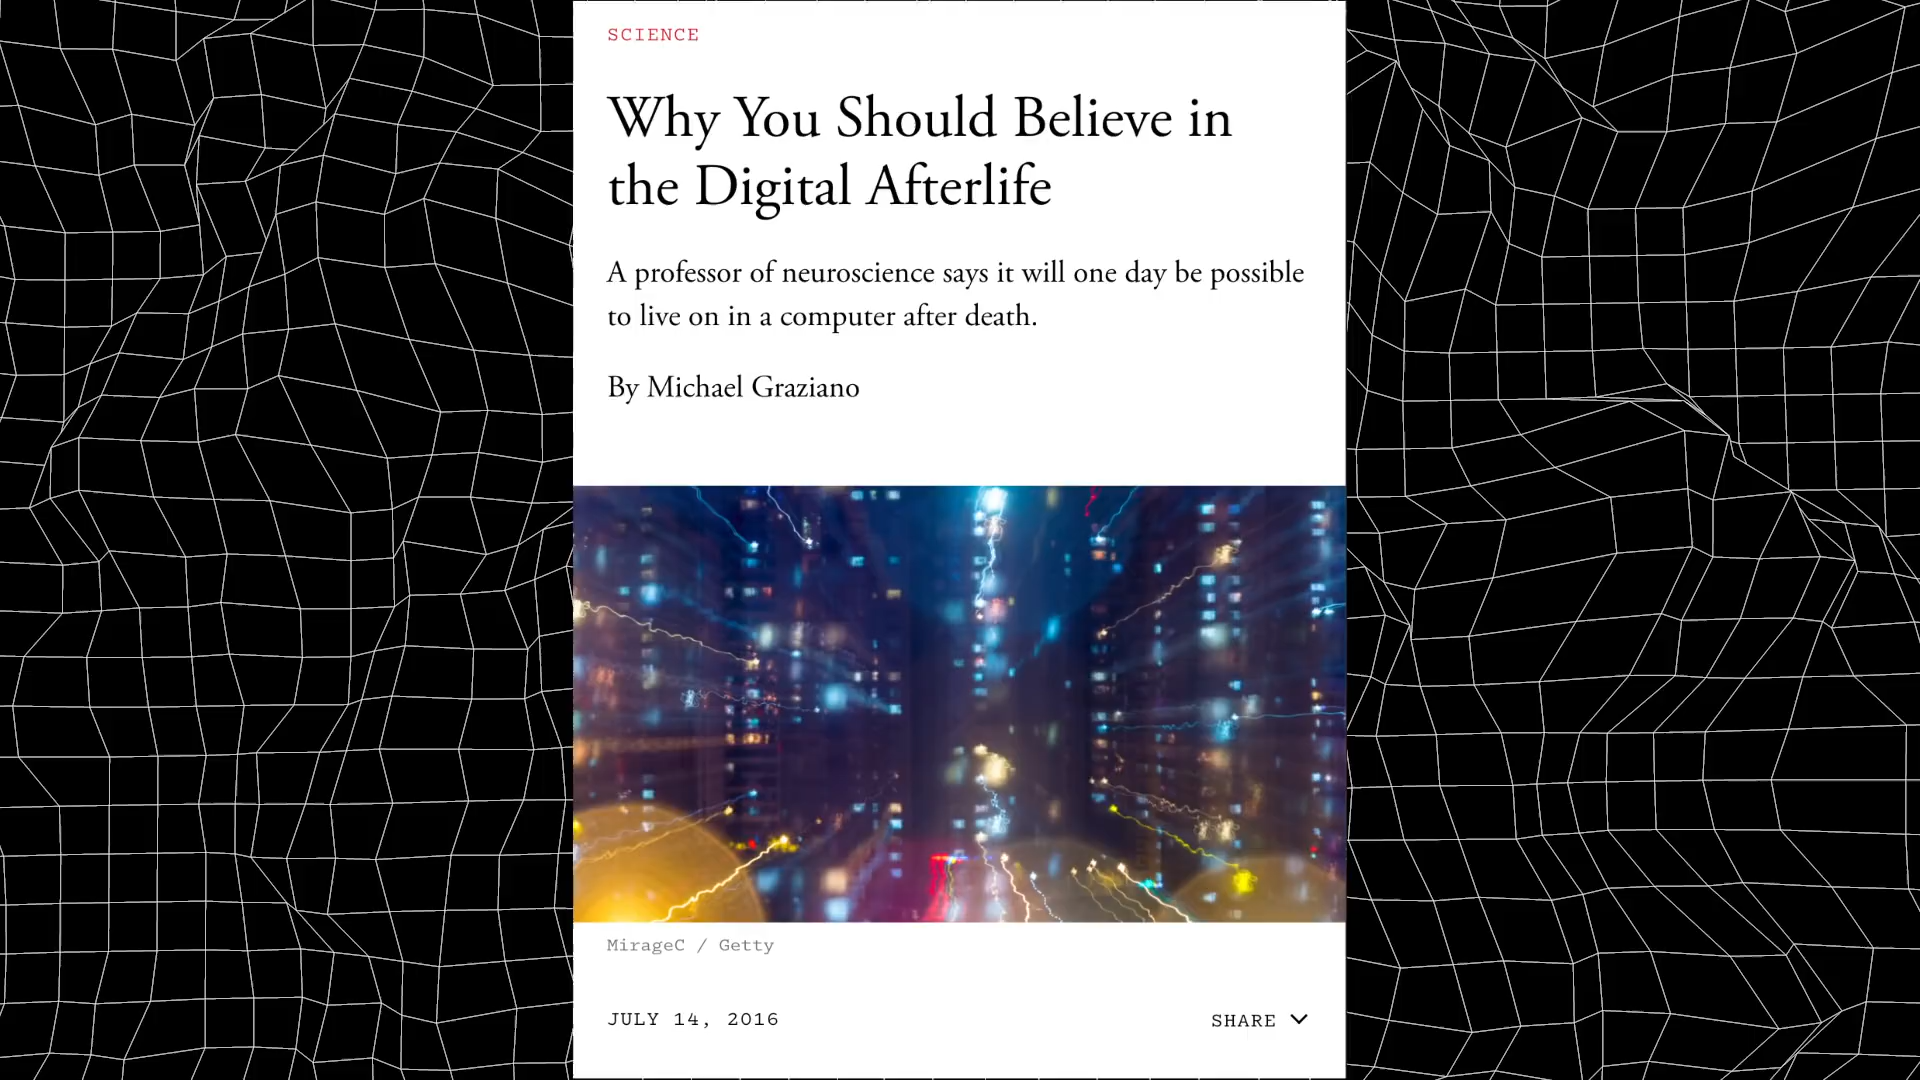 SCIENCE
Why You Should Believe in
the Digital Afterlife
A professor of neuroscience says it will one day be possible
to live on in a computer after death.
By Michael Graziano
MirageC / Getty
JULY 14, 2016
SHARE